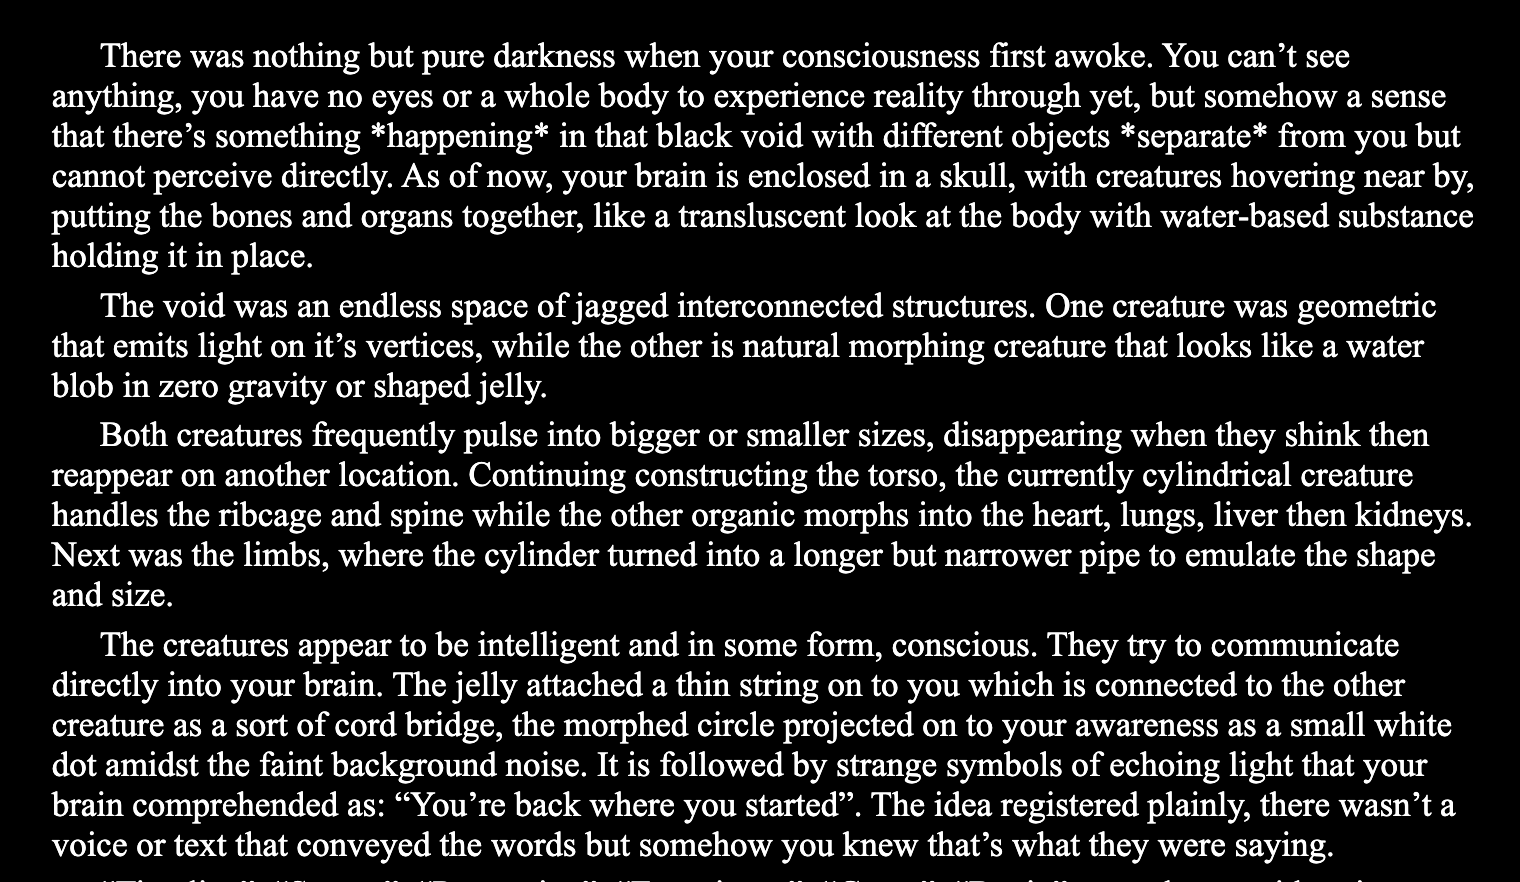 There was nothing but pure darkness when your consciousness first awoke. You can’t see
anything, you have no eyes or a whole body to experience reality through yet, but somehow a sense
that there’s something *happening* in that black void with different objects *separate* from you but
cannot perceive directly. As of now, your brain is enclosed in a skull, with creatures hovering near by,
putting the bones and organs together, like a transluscent look at the body with water-based substance
holding it in place.
The void was an endless space of jagged interconnected structures. One creature was geometric
that emits light on it’s vertices, while the other is natural morphing creature that looks like a water
blob in zero gravity or shaped jelly.
Both creatures frequently pulse into bigger or smaller sizes, disappearing when they shink then
reappear on another location. Continuing constructing the torso, the currently cylindrical creature
handles the ribcage and spine while the other organic morphs into the heart, lungs, liver then kidneys.
Next was the limbs, where the cylinder turned into a longer but narrower pipe to emulate the shape
and size.
The creatures appear to be intelligent and in some form, conscious. They try to communicate
directly into your brain. The jelly attached a thin string on to you which is connected to the other
creature as a sort of cord bridge, the morphed circle projected on to your awareness as a small white
dot amidst the faint background noise. It is followed by strange symbols of echoing light that your
brain comprehended as: “You’re back where you started”. The idea registered plainly, there wasn’t a
voice or text that conveyed the words but somehow you knew that’s what they were saying.